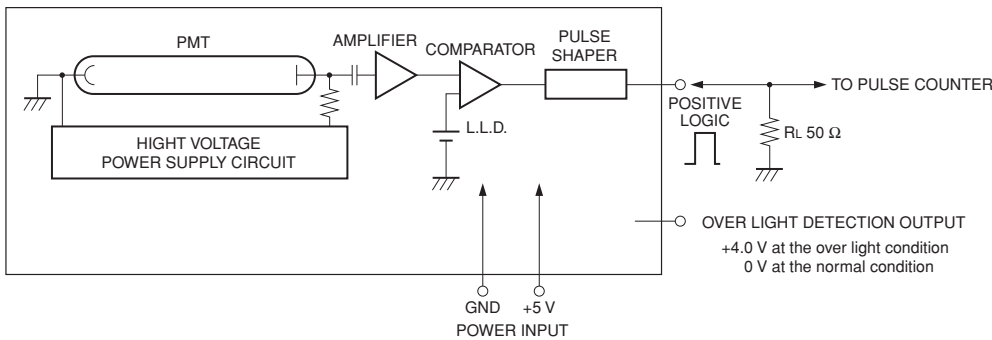 PMT
AMPLIFIER
COMPARATOR
PULSE
SHAPER
TO PULSE COUNTER
POSITIVE
LOGIC
RL 50 Ω
L.L.D.
HIGHT VOLTAGE
POWER SUPPLY CIRCUIT
OVER LIGHT DETECTION OUTPUT
+4.0 V at the over light condition
0 V at the normal condition
GND +5 V
POWER INPUT